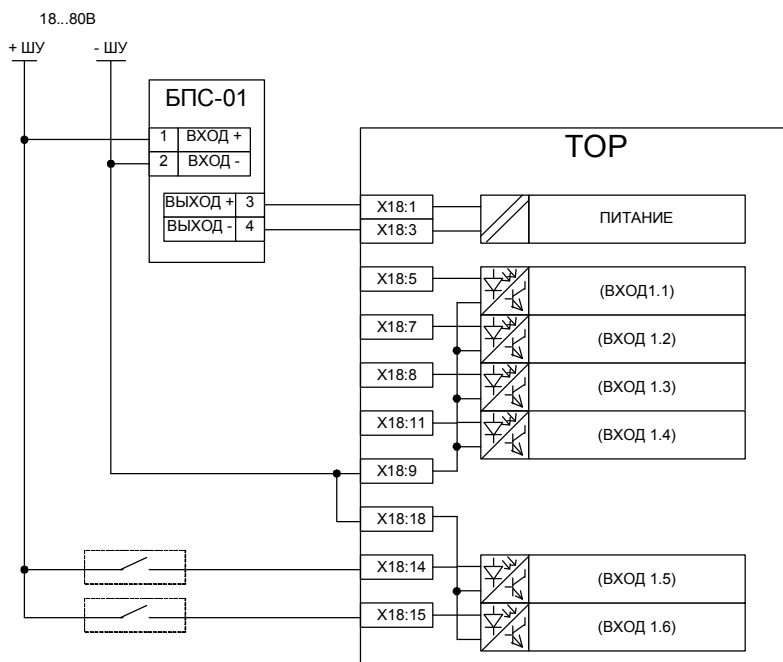 18...80В
+ ШУ
- ШУ
БПС-01
1 ВХОД +
2 ВХОД -
ВЫХОД + 3
ВЫХОД - 4
ТОР
X18:1
X18:3
ПИТАНИЕ
X18:5
(ВХОД1.1)
X18:7
(ВХОД 1.2)
X18:8
(ВХОД 1.3)
X18:11
(ВХОД 1.4)
X18:9
X18:18
X18:14
(ВХОД 1.5)
X18:15
(ВХОД 1.6)